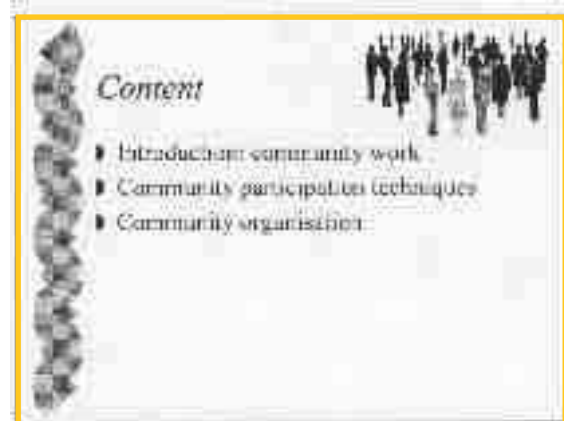 Content
Introduction: community work
Community participation techniques
Community organisation